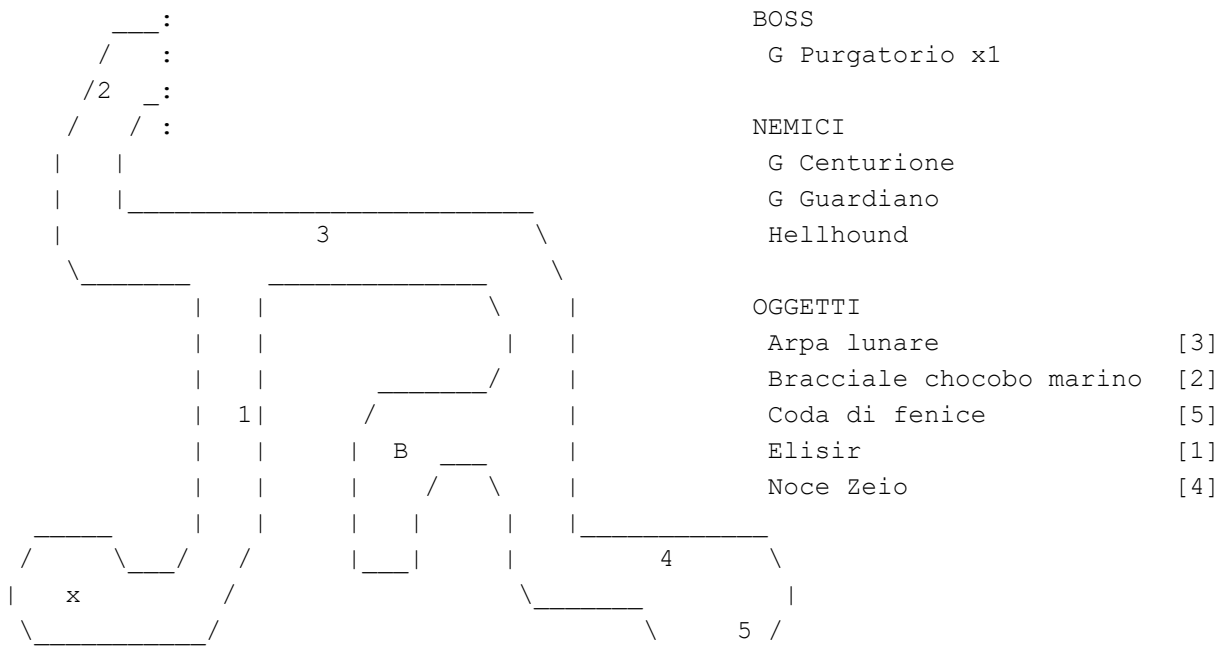 BOSS
G Purgatorio x1
2
NEMICI
G Centurione
G Guardiano
3 Hellhound
OGGETTI
Arpa lunare [3]
Bracciale chocobo marino [2]
1 Coda di fenice [5]
B Elisir [1]
Noce Zeio [4]
4
x
5